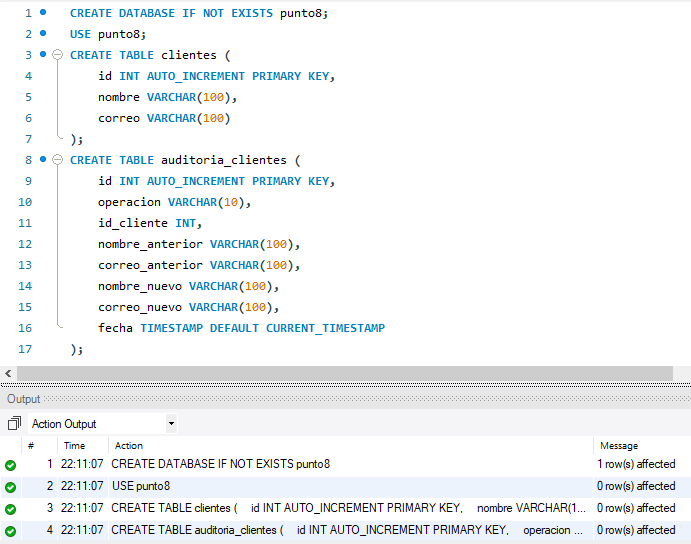 1 CREATE DATABASE IF NOT EXISTS punto8;
2 USE punto8;
3 CREATE TABLE clientes (
4 id INT AUTO_INCREMENT PRIMARY KEY,
5 nombre VARCHAR(100),
6 correo VARCHAR(100)
7 );
8 CREATE TABLE auditoria_clientes (
9 id INT AUTO_INCREMENT PRIMARY KEY,
10 operacion VARCHAR(10),
11 id_cliente INT,
12 nombre_anterior VARCHAR(100),
13 correo_anterior VARCHAR(100),
14 nombre_nuevo VARCHAR(100),
15 correo_nuevo VARCHAR(100),
16 fecha TIMESTAMP DEFAULT CURRENT_TIMESTAMP
17 );
Output
Action Output
# Time Action Message
1 22:11:07 CREATE DATABASE IF NOT EXISTS punto8 1 row(s) affected
2 22:11:07 USE punto8 0 row(s) affected
3 22:11:07 CREATE TABLE clientes ( id INT AUTO_INCREMENT PRIMARY KEY, nombre VARCHAR(1... 0 row(s) affected
4 22:11:07 CREATE TABLE auditoria_clientes ( id INT AUTO_INCREMENT PRIMARY KEY, operacion ... 0 row(s) affected